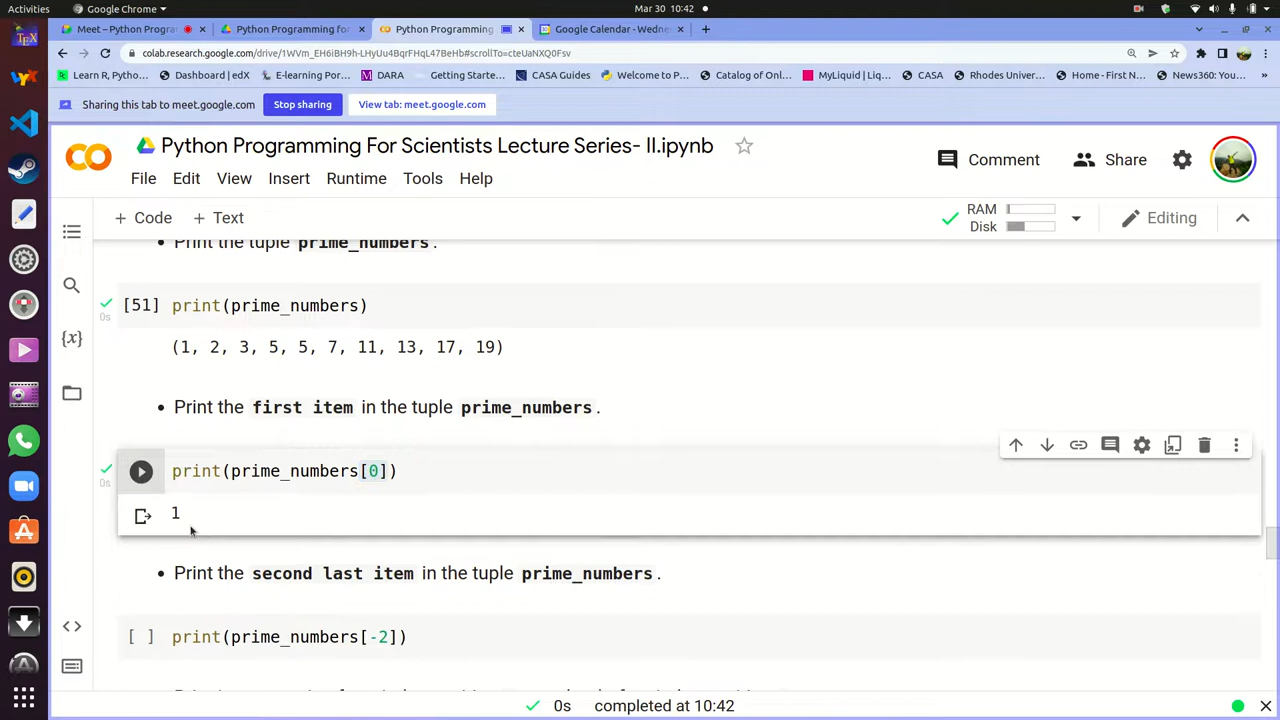 Activities
Google Chrome
Mar 30 10:42
Meet – Python Progra
Python Programming fo
Python Programming
Google Calendar - Wedn
colab.research.google.com/drive/1WVm_EH6iBH9h-LHyUu4BqrFHqL47BeHb#scrollTo=cteUaNXQ0Fsv
Learn R, Pytho...
Dashboard | edX
E-learning Por...
DARA
Getting Starte...
CASA Guides
Welcome to P...
Catalog of Onl...
MyLiquid | Liq...
CASA
Rhodes Univer...
Home - First N...
News360: You...
Sharing this tab to meet.google.com
Stop sharing
View tab: meet.google.com
Python Programming For Scientists Lecture Series- II.ipynb
Comment
Share
File Edit View Insert Runtime Tools Help
+ Code + Text
RAM
Disk
Editing
• Print the tuple prime_numbers.
[51] print(prime_numbers)
0s
(1, 2, 3, 5, 5, 7, 11, 13, 17, 19)
• Print the first item in the tuple prime_numbers.
print(prime_numbers[0])
0s
1
• Print the second last item in the tuple prime_numbers.
[ ] print(prime_numbers[-2])
0s completed at 10:42